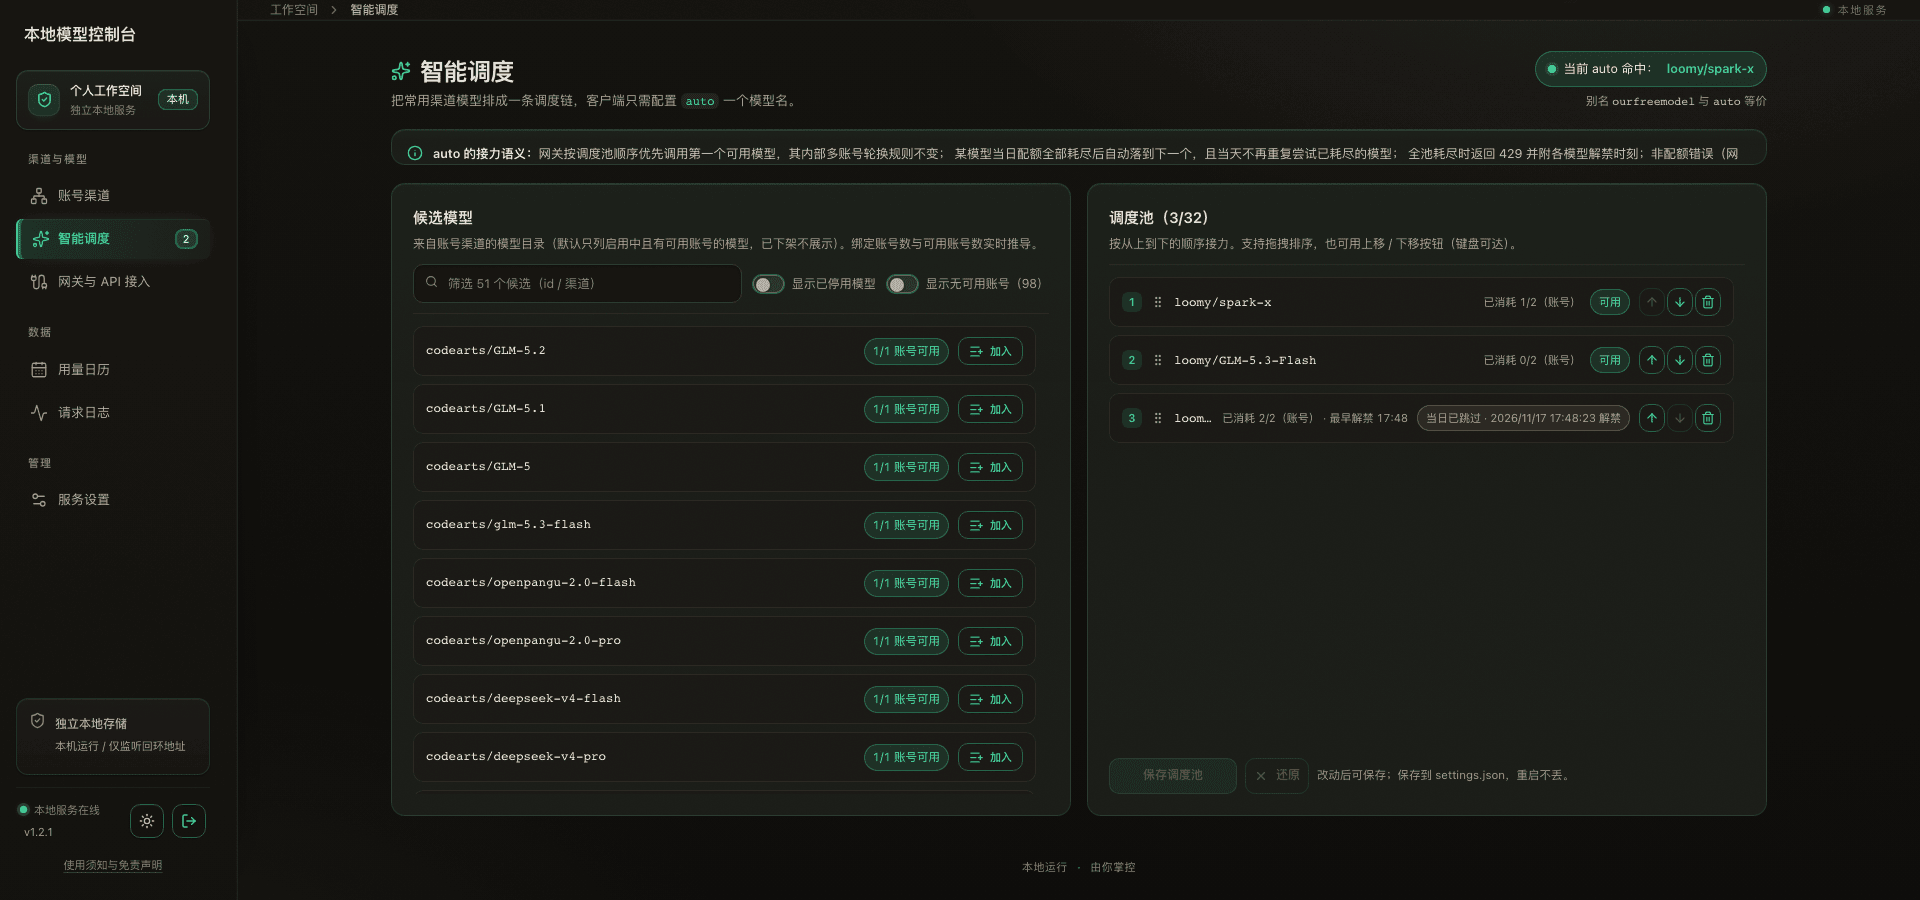 本地模型控制台
个人工作空间
独立本地服务
本机
渠道与模型
账号渠道
智能调度
2
网关与 API 接入
数据
用量日历
请求日志
管理
服务设置
独立本地存储
本机运行 / 仅监听回环地址
本地服务在线
v1.2.1
使用须知与免责声明
工作空间
智能调度
本地服务
智能调度
把常用渠道模型排成一条调度链，客户端只需配置 auto 一个模型名。
当前 auto 命中： loomy/spark-x
别名 ourfreemodel 与 auto 等价
auto 的接力语义：网关按调度池顺序优先调用第一个可用模型，其内部多账号轮换规则不变； 某模型当日配额全部耗尽后自动落到下一个，且当天不再重复尝试已耗尽的模型； 全池耗尽时返回 429 并附各模型解禁时刻；非配额错误（网
候选模型
来自账号渠道的模型目录（默认只列启用中且有可用账号的模型，已下架不展示）。绑定账号数与可用账号数实时推导。
筛选 51 个候选（id / 渠道）
显示已停用模型
显示无可用账号（98）
codearts/GLM-5.2 1/1 账号可用 加入
codearts/GLM-5.1 1/1 账号可用 加入
codearts/GLM-5 1/1 账号可用 加入
codearts/glm-5.3-flash 1/1 账号可用 加入
codearts/openpangu-2.0-flash 1/1 账号可用 加入
codearts/openpangu-2.0-pro 1/1 账号可用 加入
codearts/deepseek-v4-flash 1/1 账号可用 加入
codearts/deepseek-v4-pro 1/1 账号可用 加入
调度池（3/32）
按从上到下的顺序接力。支持拖拽排序，也可用上移 / 下移按钮（键盘可达）。
1 loomy/spark-x 已消耗 1/2（账号） 可用
2 loomy/GLM-5.3-Flash 已消耗 0/2（账号） 可用
3 loom… 已消耗 2/2（账号） · 最早解禁 17:48 当日已跳过 · 2026/11/17 17:48:23 解禁
保存调度池
还原
改动后可保存；保存到 settings.json，重启不丢。
本地运行 · 由你掌控